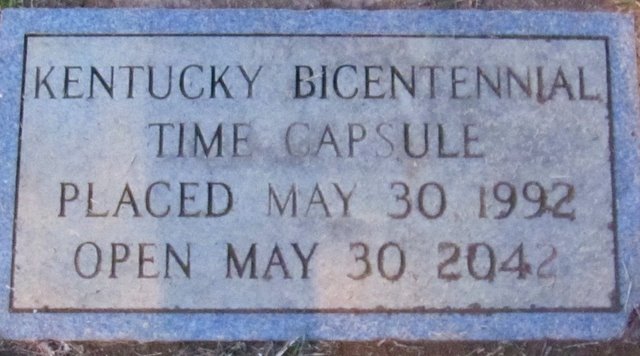 KENTUCKY BICENTENNIAL
TIME CAPSULE
PLACED MAY 30 1992
OPEN MAY 30 2042